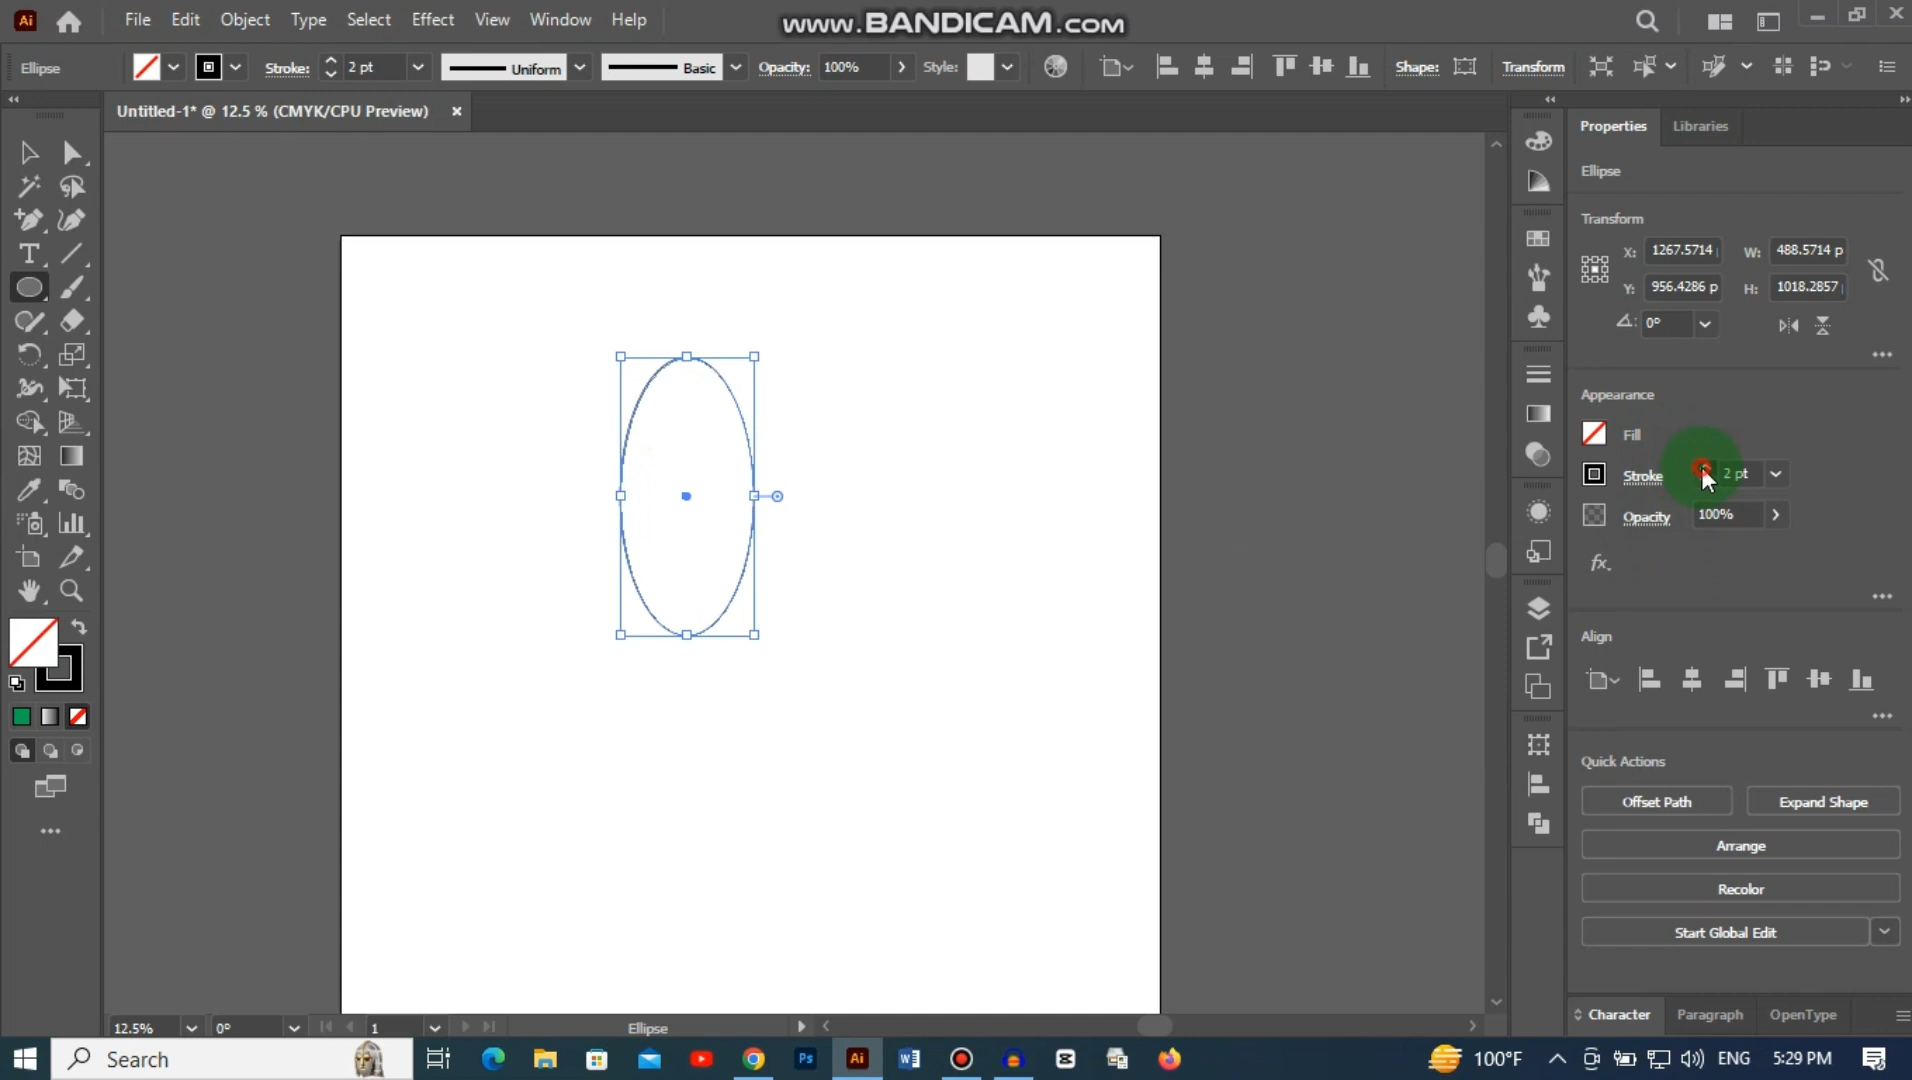 Ai File Edit Object Type Select Effect View Window Help www.BANDICAM.com
Ellipse Stroke: 2 pt Uniform Basic Opacity: 100% Style: Shape: Transform
Untitled-1* @ 12.5 % (CMYK/CPU Preview) ×
Properties Libraries
Ellipse
Transform
X: 1267.5714 W: 488.5714 p
Y: 956.4286 p H: 1018.2857
0°
Appearance
Fill
Stroke 2 pt
Opacity 100%
fx.
Align
Quick Actions
Offset Path Expand Shape
Arrange
Recolor
Start Global Edit
Character Paragraph OpenType
12.5% 0° 1 Ellipse
Search Ps Ai W 100°F ENG 5:29 PM